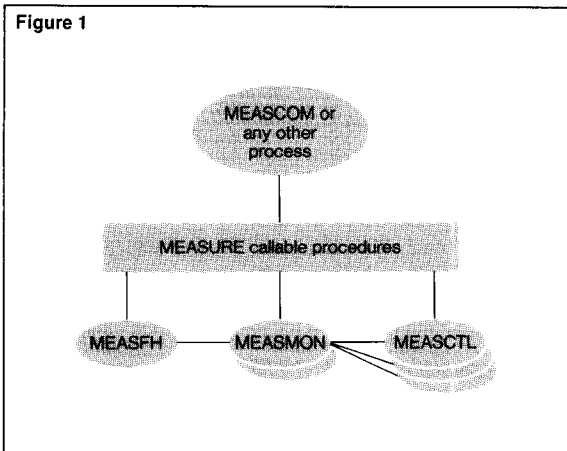 Figure 1
MEASCOM or
any other
process
MEASURE callable procedures
MEASFH
MEASMON
MEASCTL